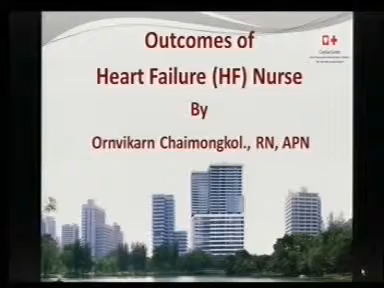 Outcomes of
Heart Failure (HF) Nurse
By
Ornvikarn Chaimongkol., RN, APN